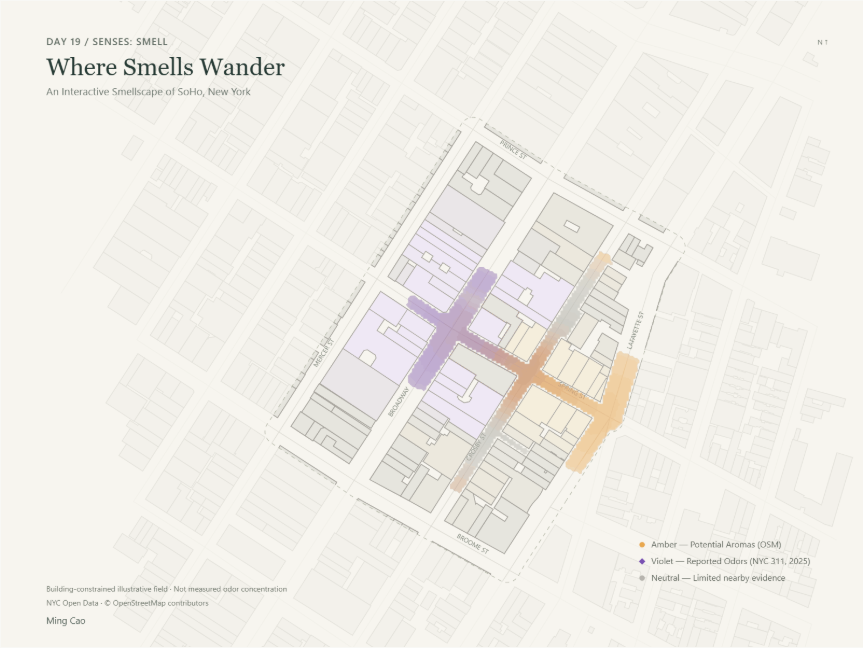 DAY 19 / SENSES: SMELL
N↑
Where Smells Wander
An Interactive Smellscape of SoHo, New York
PRINCE ST
LAFAYETTE ST
MERCER ST
BROADWAY
BROOME ST
Amber — Potential Aromas (OSM)
Violet — Reported Odors (NYC 311, 2025)
Neutral — Limited nearby evidence
Building-constrained illustrative field · Not measured odor concentration
NYC Open Data · © OpenStreetMap contributors
Ming Cao